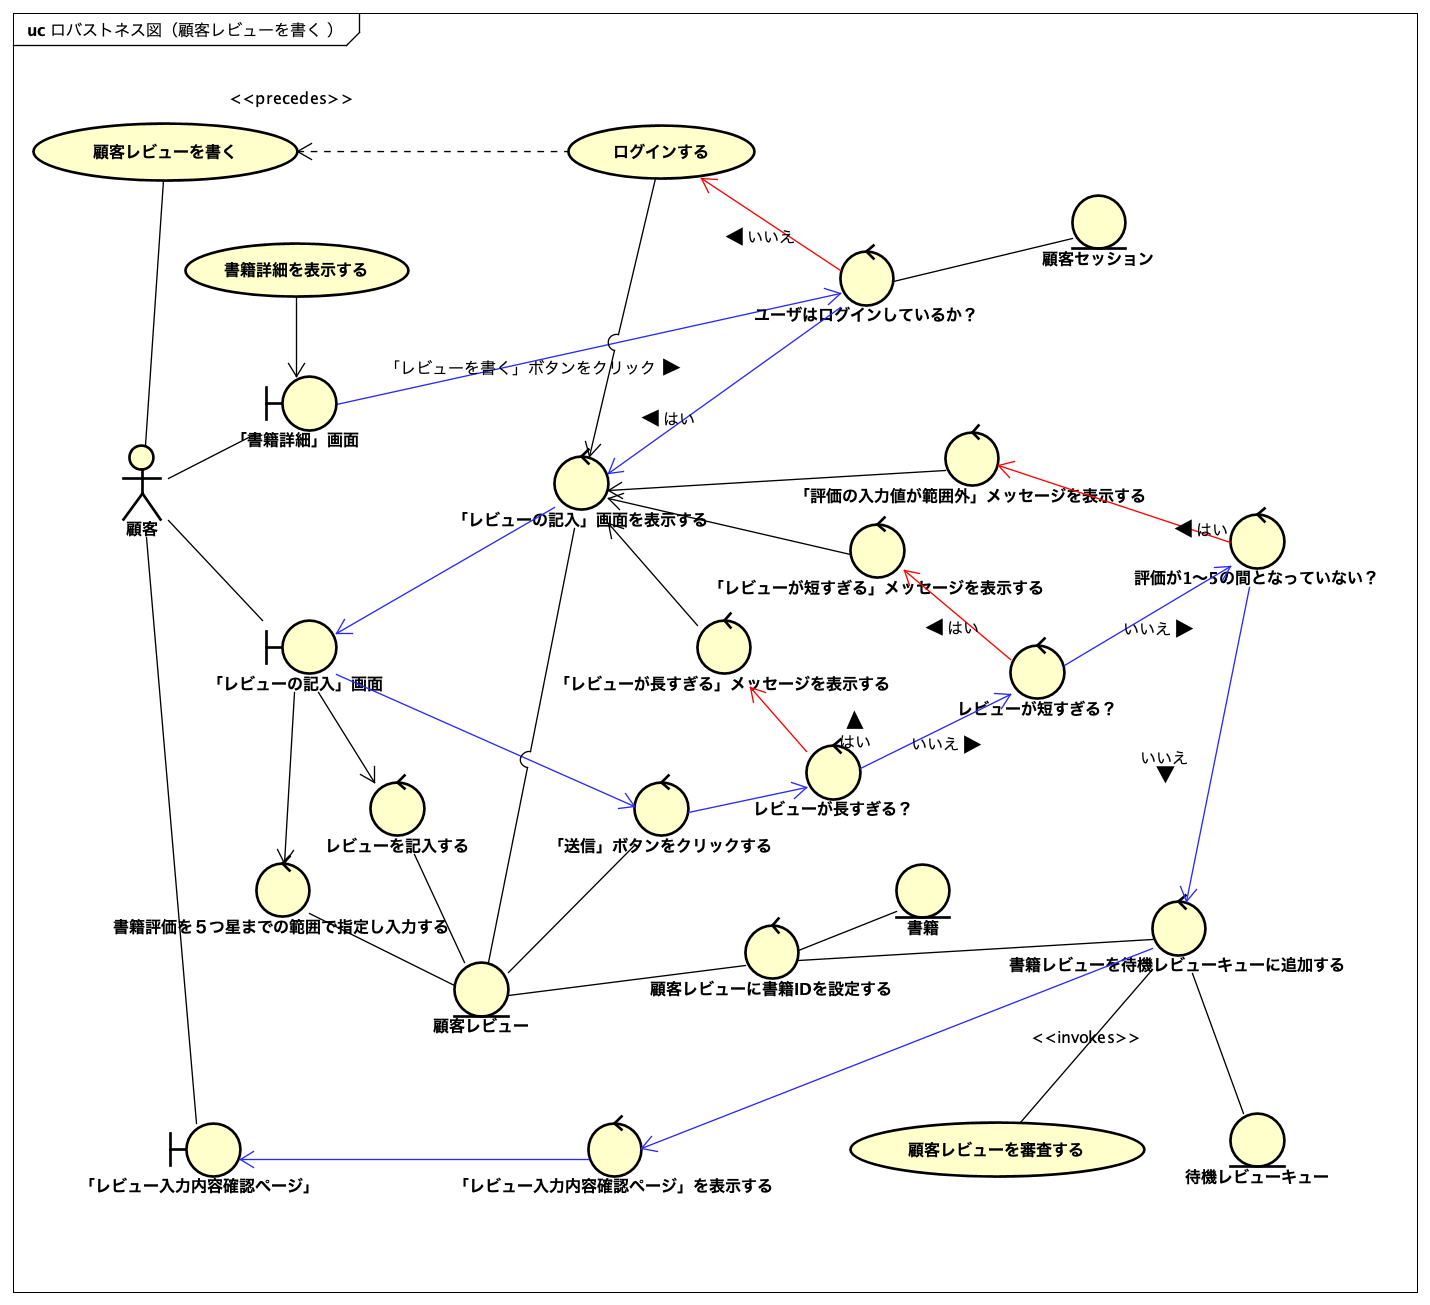 uc ロバストネス図（顧客レビューを書く ）
<<precedes>>
顧客レビューを書く
ログインする
◀ いいえ
顧客セッション
書籍詳細を表示する
ユーザはログインしているか？
「レビューを書く」ボタンをクリック ▶
◀ はい
「書籍詳細」画面
「評価の入力値が範囲外」メッセージを表示する
「レビューの記入」画面を表示する
顧客
◀ はい
評価が1〜5の間となっていない？
「レビューが短すぎる」メッセージを表示する
◀ はい
いいえ ▶
「レビューの記入」画面
「レビューが長すぎる」メッセージを表示する
レビューが短すぎる？
▲
はい
いいえ ▶
いいえ
▼
レビューが長すぎる？
レビューを記入する
「送信」ボタンをクリックする
書籍評価を５つ星までの範囲で指定し入力する
書籍
書籍レビューを待機レビューキューに追加する
顧客レビューに書籍IDを設定する
顧客レビュー
<<invokes>>
顧客レビューを審査する
待機レビューキュー
「レビュー入力内容確認ページ」
「レビュー入力内容確認ページ」を表示する